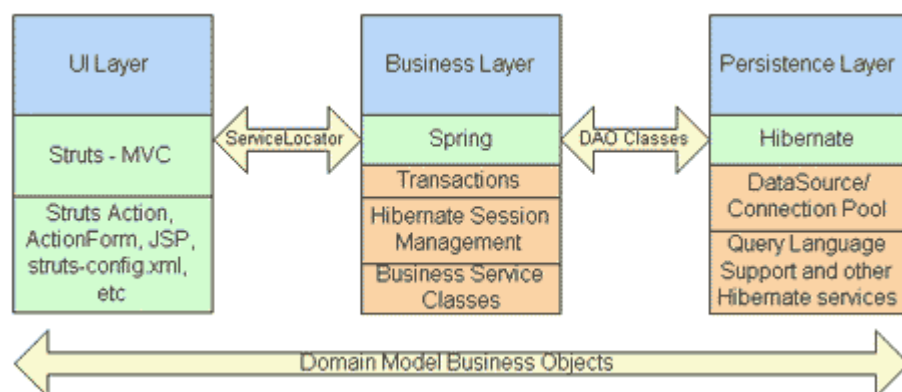 UI Layer
Struts - MVC
Struts Action,
ActionForm, JSP,
struts-config.xml,
etc
ServiceLocator
Business Layer
Spring
Transactions
Hibernate Session
Management
Business Service
Classes
DAO Classes
Persistence Layer
Hibernate
DataSource/
Connection Pool
Query Language
Support and other
Hibernate services
Domain Model Business Objects